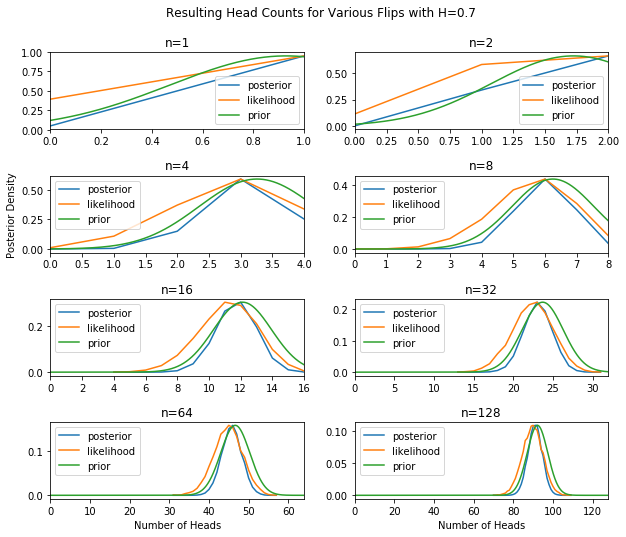 Resulting Head Counts for Various Flips with H=0.7
n=1
1.00
0.75
0.50
0.25
0.00
posterior
likelihood
prior
0.0 0.2 0.4 0.6 0.8 1.0
n=2
0.50
0.25
0.00
posterior
likelihood
prior
0.00 0.25 0.50 0.75 1.00 1.25 1.50 1.75 2.00
Posterior Density
n=4
0.50
0.25
0.00
posterior
likelihood
prior
0.0 0.5 1.0 1.5 2.0 2.5 3.0 3.5 4.0
n=8
0.4
0.2
0.0
posterior
likelihood
prior
0 1 2 3 4 5 6 7 8
n=16
0.2
0.0
posterior
likelihood
prior
0 2 4 6 8 10 12 14 16
n=32
0.2
0.1
0.0
posterior
likelihood
prior
0 5 10 15 20 25 30
n=64
0.1
0.0
posterior
likelihood
prior
0 10 20 30 40 50 60
Number of Heads
n=128
0.10
0.05
0.00
posterior
likelihood
prior
0 20 40 60 80 100 120
Number of Heads